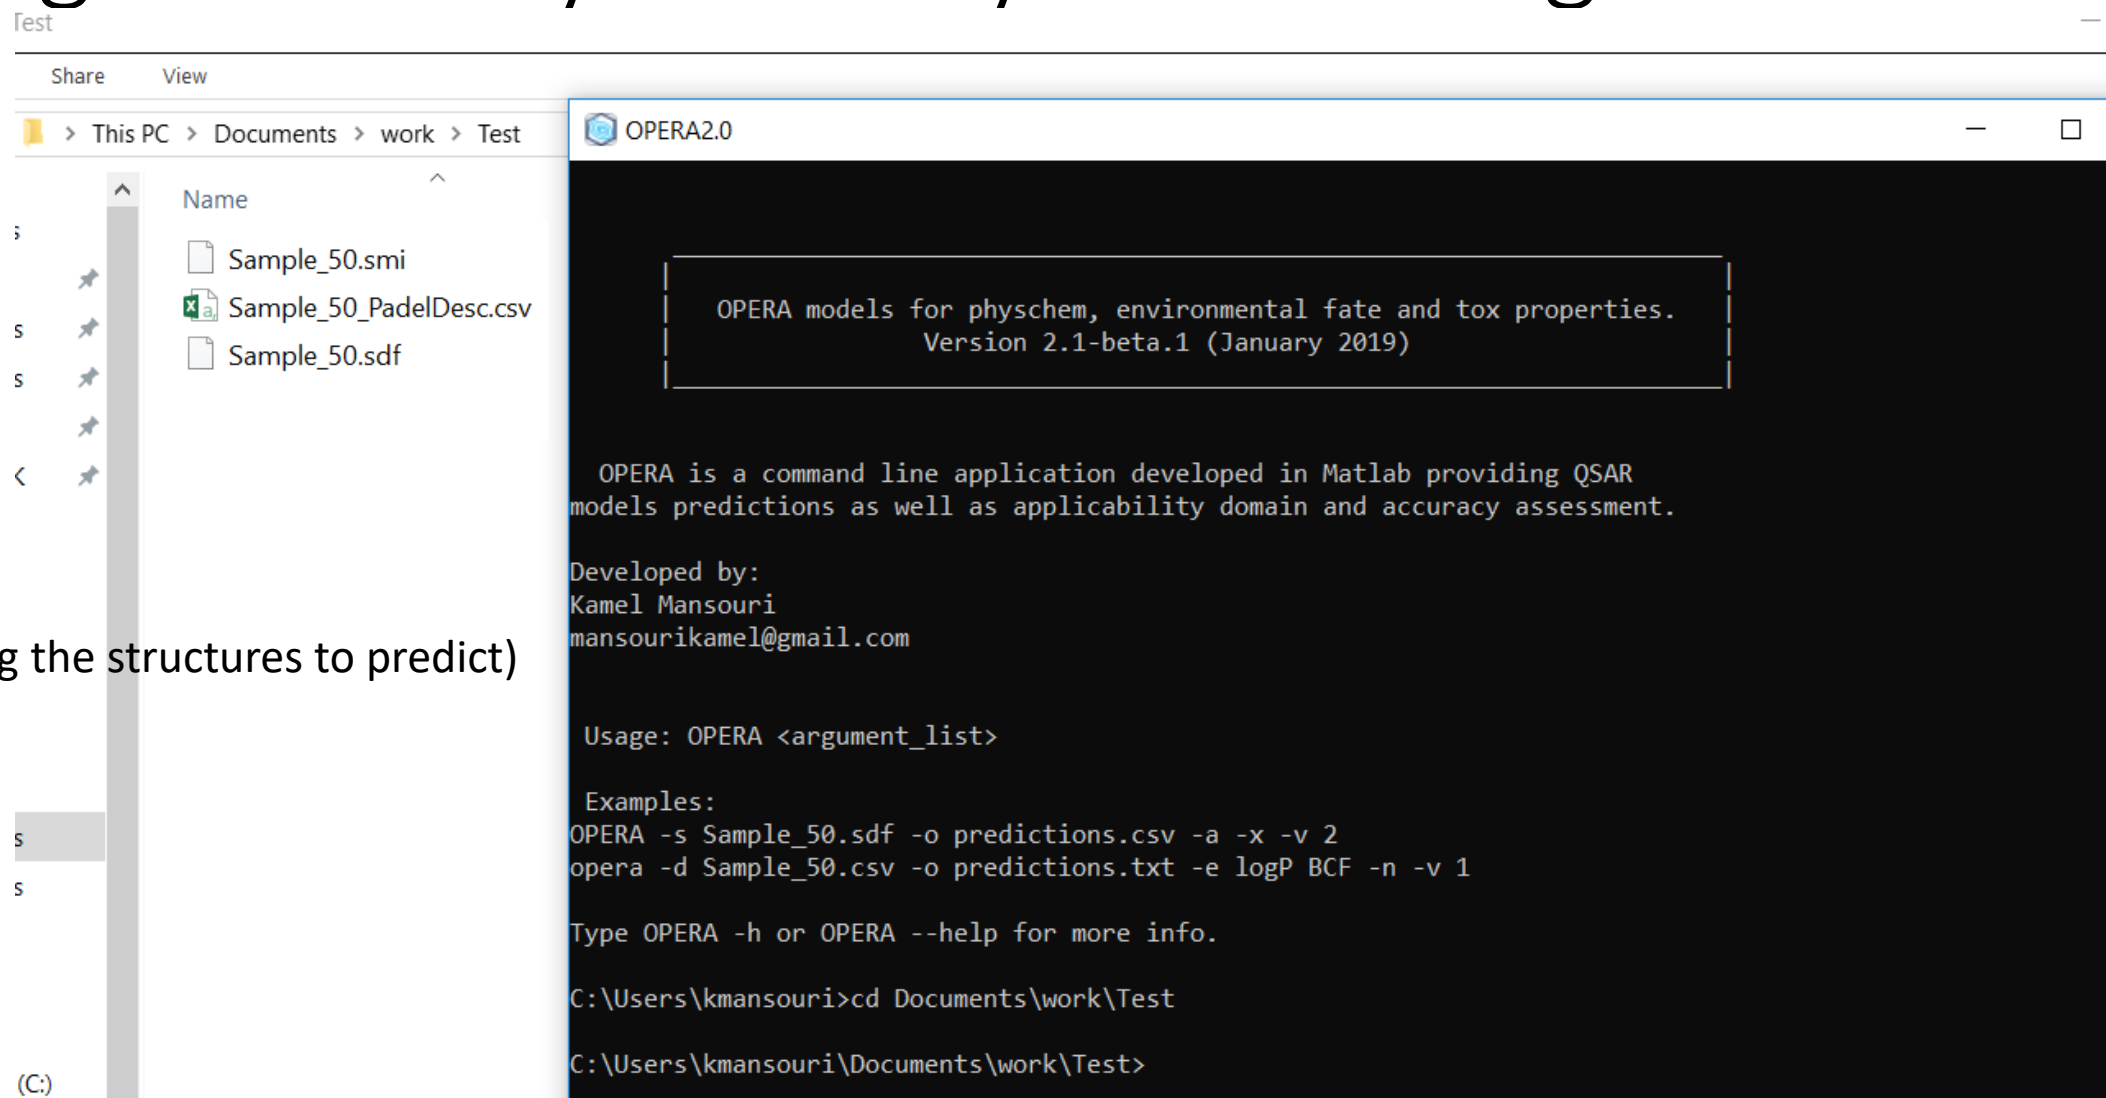 Test
Share View
> This PC > Documents > work > Test
Name
Sample_50.smi
Sample_50_PadelDesc.csv
Sample_50.sdf
the structures to predict)
(C:)
OPERA2.0
OPERA models for physchem, environmental fate and tox properties.
Version 2.1-beta.1 (January 2019)
OPERA is a command line application developed in Matlab providing QSAR
models predictions as well as applicability domain and accuracy assessment.
Developed by:
Kamel Mansouri
mansourikamel@gmail.com
Usage: OPERA <argument_list>
Examples:
OPERA -s Sample_50.sdf -o predictions.csv -a -x -v 2
opera -d Sample_50.csv -o predictions.txt -e logP BCF -n -v 1
Type OPERA -h or OPERA --help for more info.
C:\Users\kmansouri>cd Documents\work\Test
C:\Users\kmansouri\Documents\work\Test>